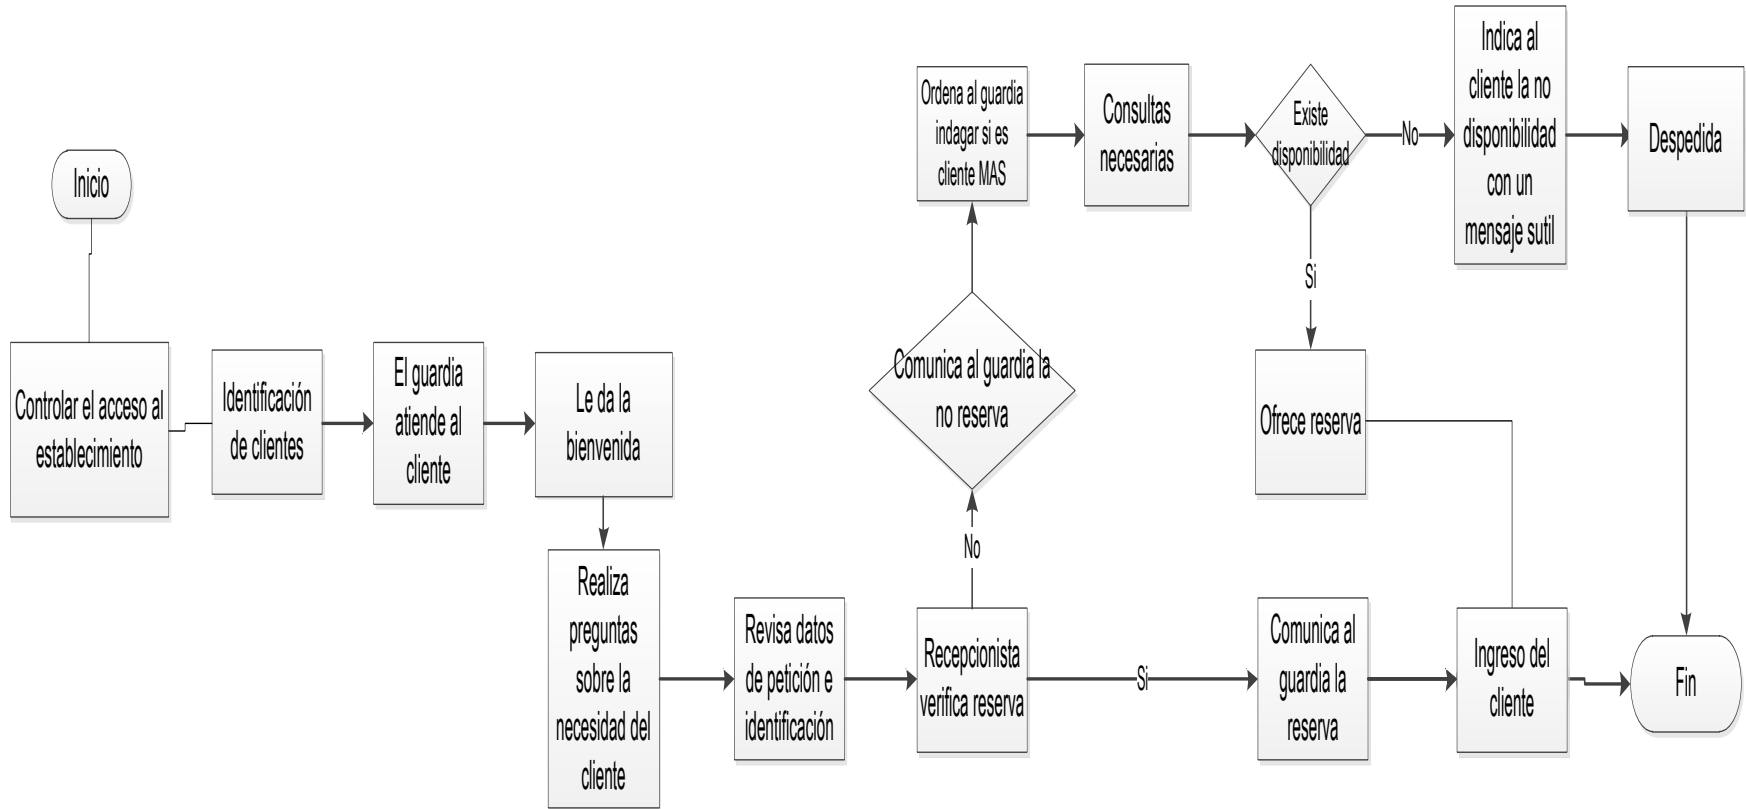 Inicio
Controlar el acceso al
establecimiento
Identificación
de clientes
El guardia
atiende al
cliente
Le da la
bienvenida
Realiza
preguntas
sobre la
necesidad del
cliente
Revisa datos
de petición e
identificación
Recepcionista
verifica reserva
No
Comunica al guardia la
no reserva
Ordena al guardia
indagar si es
cliente MAS
Consultas
necesarias
Existe
disponibilidad
No
Indica al
cliente la no
disponibilidad
con un
mensaje sutil
Despedida
Si
Ofrece reserva
Si
Comunica al
guardia la
reserva
Ingreso del
cliente
Fin